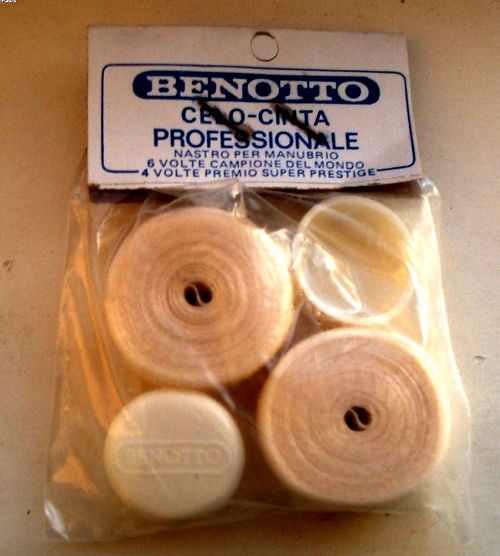 BENOTTO
CELO-CINTA
PROFESSIONALE
NASTRO PER MANUBRIO
6 VOLTE CAMPIONE DEL MONDO
4 VOLTE PREMIO SUPER PRESTIGE
BENOTTO